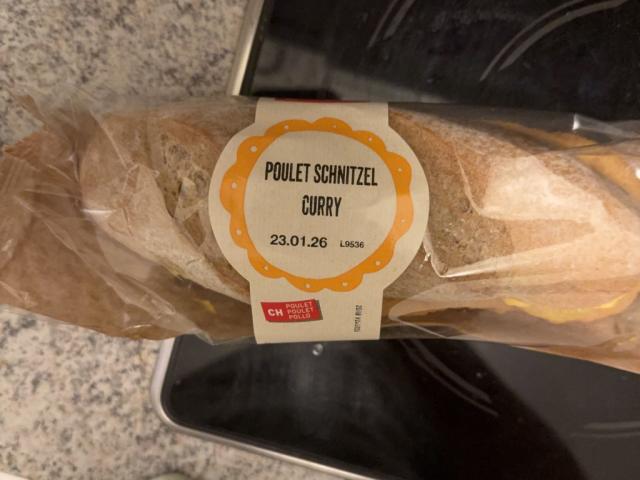 POULET SCHNITZEL
CURRY
23.01.26 L9536
CH
POULET
POULET
POLLO